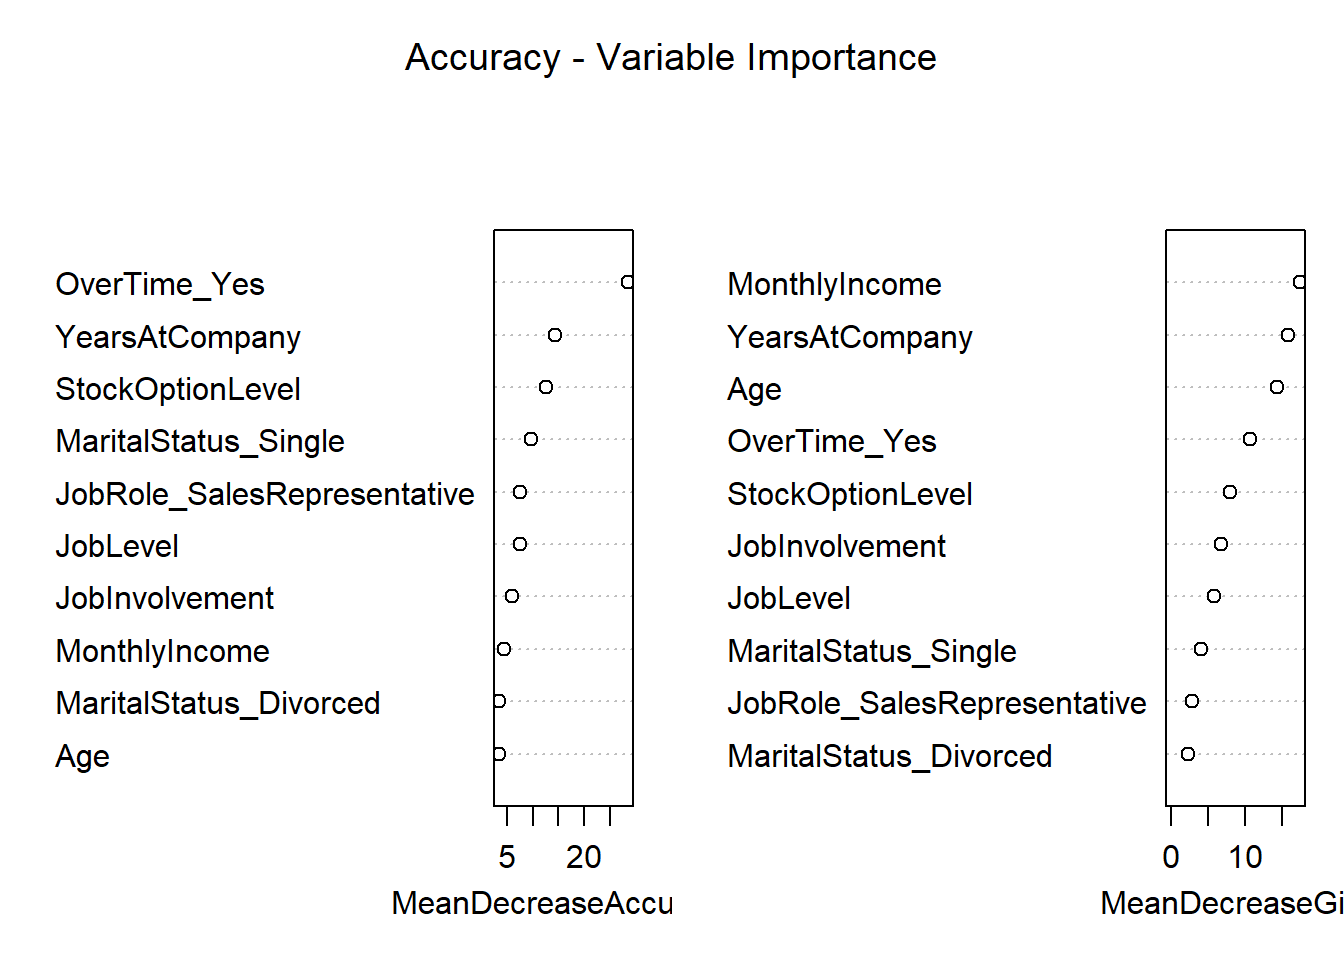 Accuracy - Variable Importance
OverTime_Yes
YearsAtCompany
StockOptionLevel
MaritalStatus_Single
JobRole_SalesRepresentative
JobLevel
JobInvolvement
MonthlyIncome
MaritalStatus_Divorced
Age
5 20
MeanDecreaseAccu
MonthlyIncome
YearsAtCompany
Age
OverTime_Yes
StockOptionLevel
JobInvolvement
JobLevel
MaritalStatus_Single
JobRole_SalesRepresentative
MaritalStatus_Divorced
0 10
MeanDecreaseGi